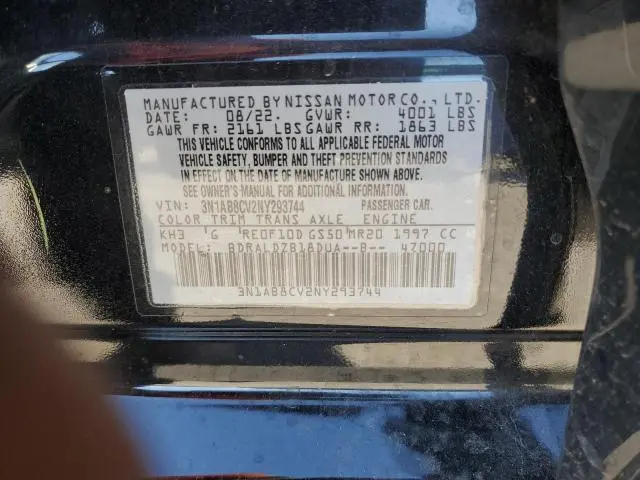 MANUFACTURED BY NISSAN MOTOR CO., LTD.
DATE: 08/22. GVWR: 4001 LBS
GAWR FR: 2161 LBS GAWR RR: 1863 LBS
THIS VEHICLE CONFORMS TO ALL APPLICABLE FEDERAL MOTOR
VEHICLE SAFETY, BUMPER AND THEFT PREVENTION STANDARDS
IN EFFECT ON THE DATE OF MANUFACTURE SHOWN ABOVE.
SEE OWNER'S MANUAL FOR ADDITIONAL INFORMATION.
VIN: 3N1AB8CV2NY293744 PASSENGER CAR.
COLOR TRIM TRANS AXLE ENGINE
KH3 G RE0F10D GS50 MR20 1997 CC
MODEL: BDRALDZB18DUA--B-- 47000
3N1AB8CV2NY293744